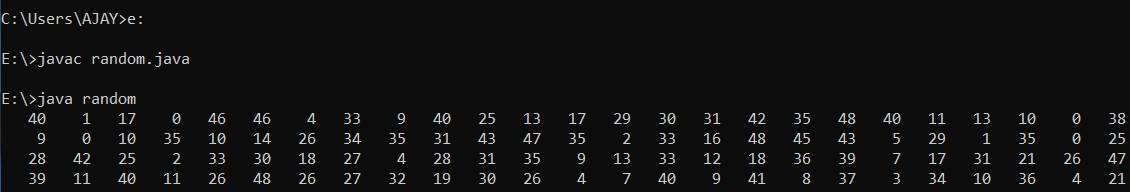 C:\Users\AJAY>e:
E:\>javac random.java
E:\>java random
40 1 17 0 46 46 4 33 9 40 25 13 17 29 30 31 42 35 48 40 11 13 10 0 38
9 0 10 35 10 14 26 34 35 31 43 47 35 2 33 16 48 45 43 5 29 1 35 0 25
28 42 25 2 33 30 18 27 4 28 31 35 9 13 33 12 18 36 39 7 17 31 21 26 47
39 11 40 11 26 48 26 27 32 19 30 26 4 7 40 9 41 8 37 3 34 10 36 4 21